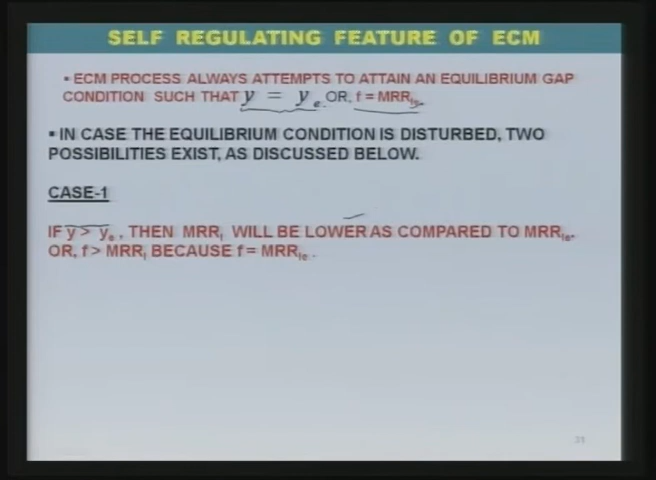 SELF REGULATING FEATURE OF ECM
▪ ECM PROCESS ALWAYS ATTEMPTS TO ATTAIN AN EQUILIBRIUM GAP
CONDITION SUCH THAT y = yₑ. OR, f = MRR
▪ IN CASE THE EQUILIBRIUM CONDITION IS DISTURBED, TWO
POSSIBILITIES EXIST, AS DISCUSSED BELOW.
CASE-1
IF y > yₑ, THEN MRRₗ WILL BE LOWER AS COMPARED TO MRRₗₑ.
OR, f > MRRₗ BECAUSE f = MRRₗₑ.